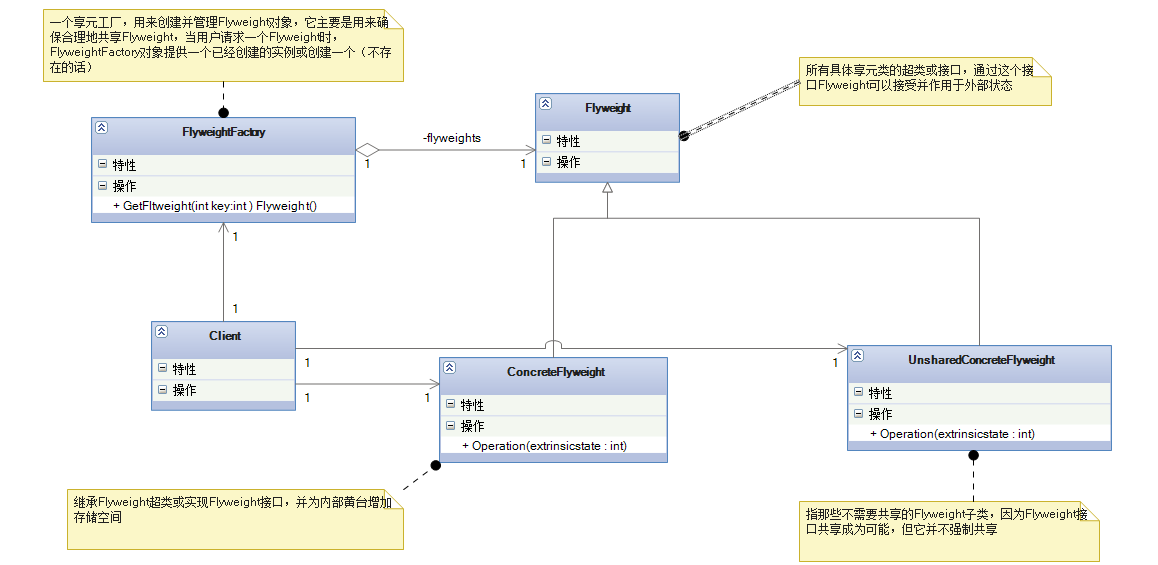 一个享元工厂，用来创建并管理Flyweight对象，它主要是用来确
保合理地共享Flyweight，当用户请求一个Flyweight时，
FlyweightFactory对象提供一个已经创建的实例或创建一个（不存
在的话）
所有具体享元类的超类或接口，通过这个接
口Flyweight可以接受并作用于外部状态
FlyweightFactory
特性
操作
+ GetFltweight(int key:int ) Flyweight()
-flyweights
1
1
Flyweight
特性
操作
1
1
Client
特性
操作
1
1
1
1
ConcreteFlyweight
特性
操作
+ Operation(extrinsicstate : int)
UnsharedConcreteFlyweight
特性
操作
+ Operation(extrinsicstate : int)
继承Flyweight超类或实现Flyweight接口，并为内部黄台增加
存储空间
指那些不需要共享的Flyweight子类，因为Flyweight接
口共享成为可能，但它并不强制共享